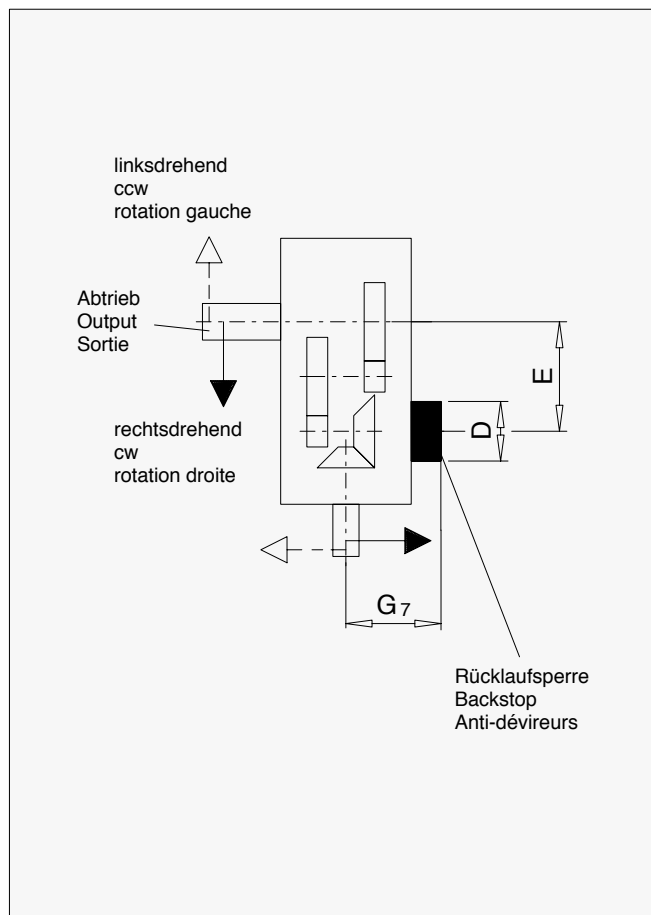 linksdrehend
ccw
rotation gauche
Abtrieb
Output
Sortie
E
D
rechtsdrehend
cw
rotation droite
G7
Rücklaufsperre
Backstop
Anti-dévireurs